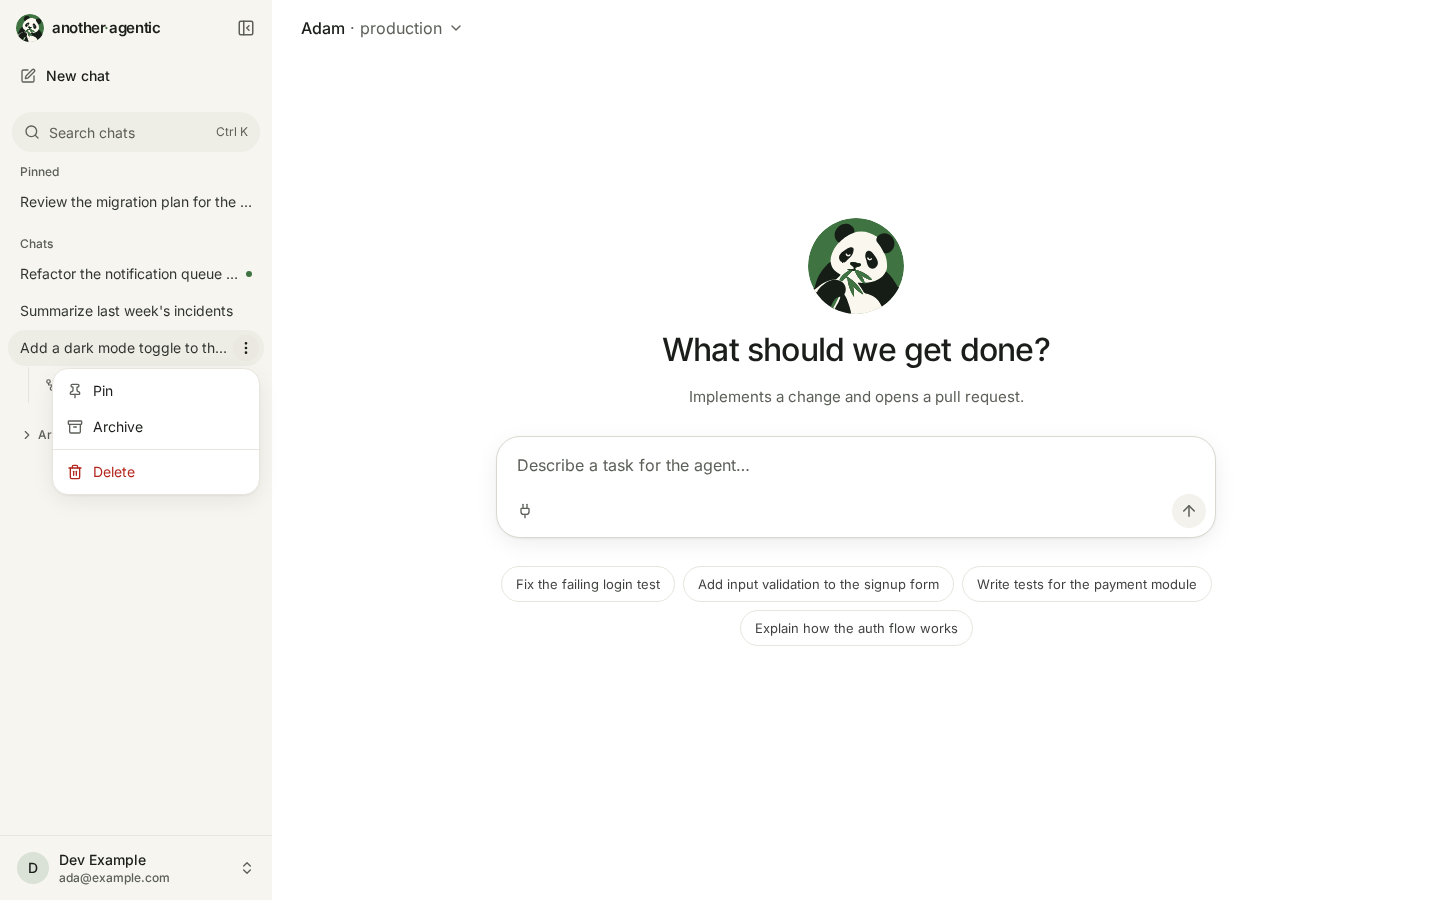 another·agentic
New chat
Search chats Ctrl K
Pinned
Review the migration plan for the ...
Chats
Refactor the notification queue ...
Summarize last week's incidents
Add a dark mode toggle to th...
Pin
Archive
Ar
Delete
Dev Example
D
ada@example.com
Adam · production
What should we get done?
Implements a change and opens a pull request.
Describe a task for the agent...
Fix the failing login test
Add input validation to the signup form
Write tests for the payment module
Explain how the auth flow works